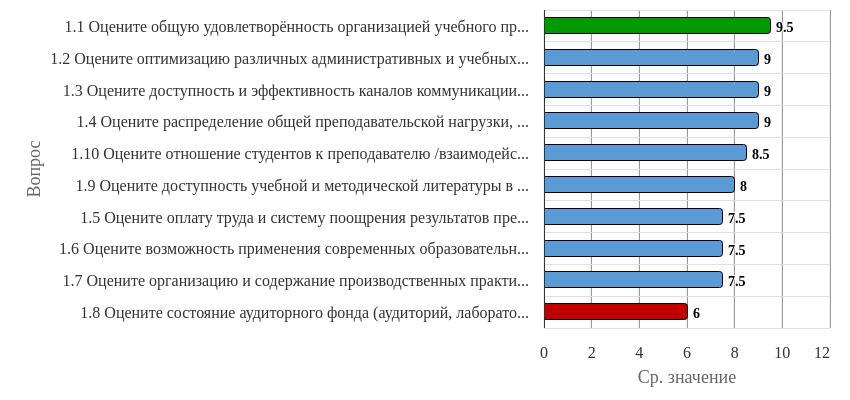 1.1 Оцените общую удовлетворённость организацией учебного пр... 9.5
1.2 Оцените оптимизацию различных административных и учебных... 9
1.3 Оцените доступность и эффективность каналов коммуникации... 9
1.4 Оцените распределение общей преподавательской нагрузки, ... 9
1.10 Оцените отношение студентов к преподавателю /взаимодейс... 8.5
1.9 Оцените доступность учебной и методической литературы в ... 8
1.5 Оцените оплату труда и систему поощрения результатов пре... 7.5
1.6 Оцените возможность применения современных образовательн... 7.5
1.7 Оцените организацию и содержание производственных практи... 7.5
1.8 Оцените состояние аудиторного фонда (аудиторий, лаборато... 6
Вопрос
0 2 4 6 8 10 12
Ср. значение